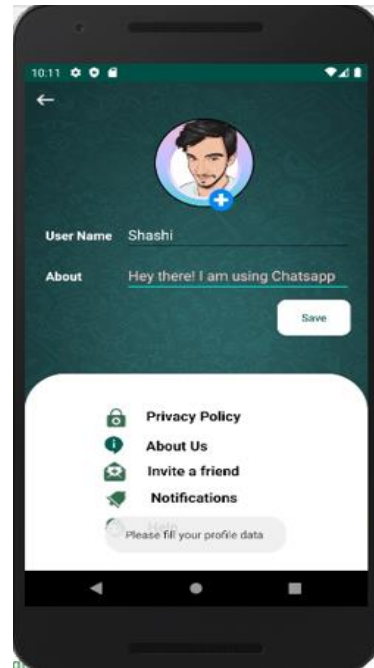 10:11
User Name Shashi
About Hey there! I am using Chatsapp
Save
Privacy Policy
About Us
Invite a friend
Notifications
Help
Please fill your profile data